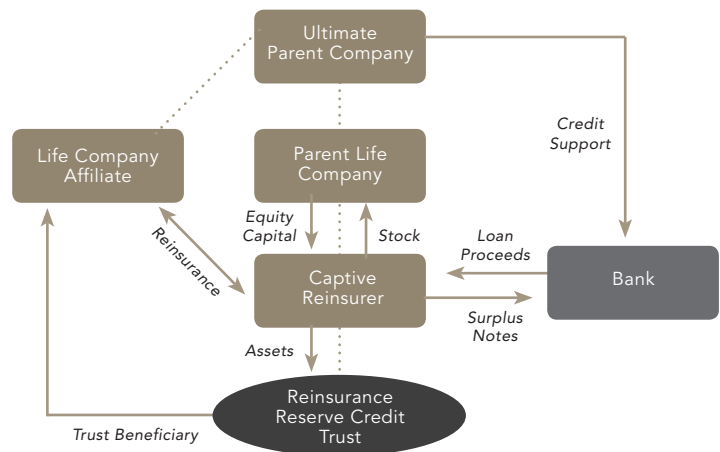 Ultimate
Parent Company
Credit
Support
Life Company
Affiliate
Parent Life
Company
Equity
Capital
Stock
Reinsurance
Loan
Proceeds
Captive
Reinsurer
Bank
Surplus
Notes
Assets
Reinsurance
Reserve Credit
Trust
Trust Beneficiary